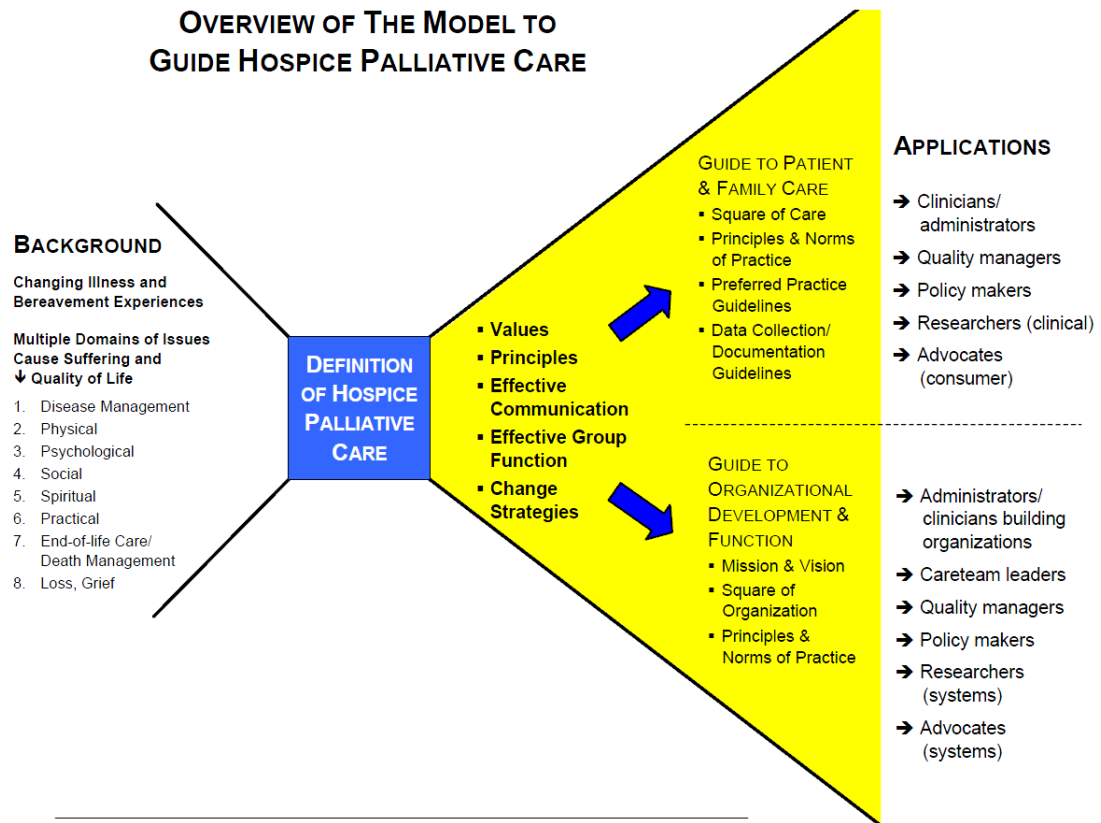 OVERVIEW OF THE MODEL TO
GUIDE HOSPICE PALLIATIVE CARE
BACKGROUND
Changing Illness and
Bereavement Experiences
Multiple Domains of Issues
Cause Suffering and
↓ Quality of Life
1. Disease Management
2. Physical
3. Psychological
4. Social
5. Spiritual
6. Practical
7. End-of-life Care/
Death Management
8. Loss, Grief
DEFINITION
OF HOSPICE
PALLIATIVE
CARE
▪ Values
▪ Principles
▪ Effective
Communication
▪ Effective Group
Function
▪ Change
Strategies
GUIDE TO PATIENT
& FAMILY CARE
▪ Square of Care
▪ Principles & Norms
of Practice
▪ Preferred Practice
Guidelines
▪ Data Collection/
Documentation
Guidelines
GUIDE TO
ORGANIZATIONAL
DEVELOPMENT &
FUNCTION
▪ Mission & Vision
▪ Square of
Organization
▪ Principles &
Norms of Practice
APPLICATIONS
➔ Clinicians/
administrators
➔ Quality managers
➔ Policy makers
➔ Researchers (clinical)
➔ Advocates
(consumer)
➔ Administrators/
clinicians building
organizations
➔ Careteam leaders
➔ Quality managers
➔ Policy makers
➔ Researchers
(systems)
➔ Advocates
(systems)